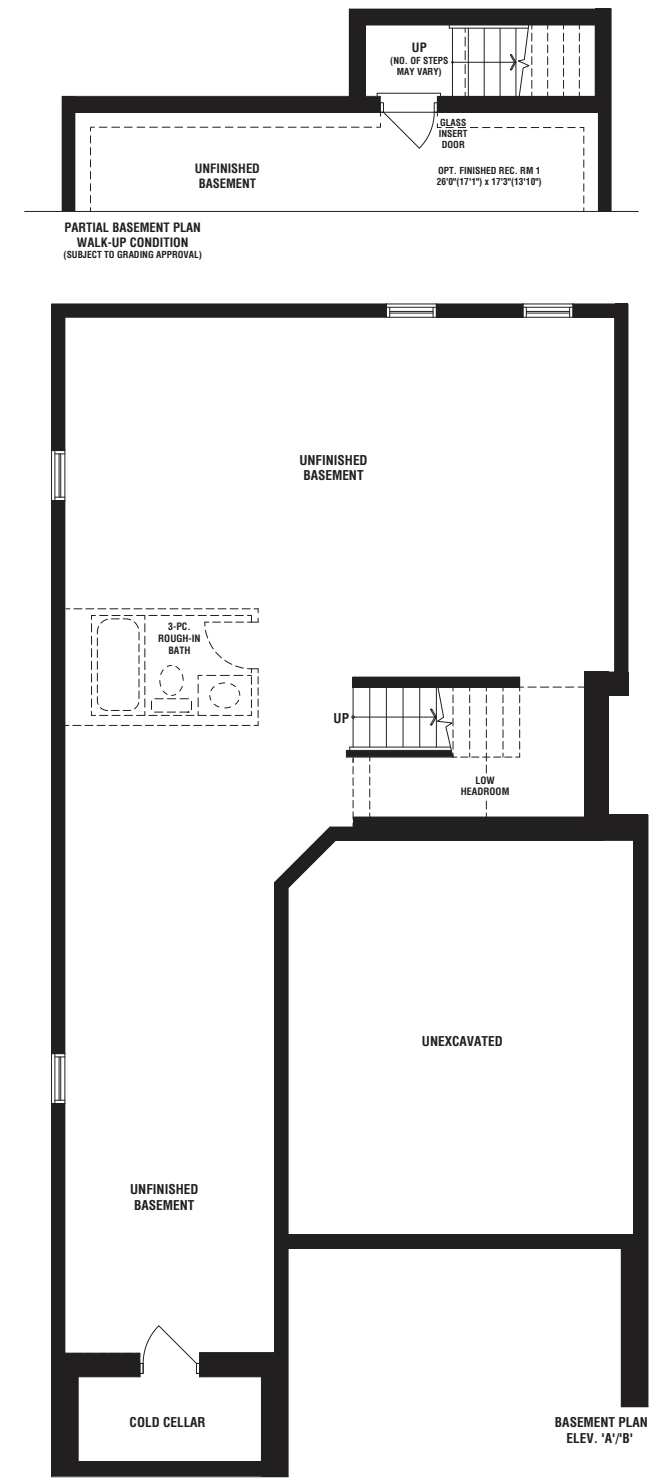 UP
(NO. OF STEPS
MAY VARY)
GLASS
INSERT
DOOR
UNFINISHED
BASEMENT
OPT. FINISHED REC. RM 1
26'0"(17'1") x 17'3"(13'10")
PARTIAL BASEMENT PLAN
WALK-UP CONDITION
(SUBJECT TO GRADING APPROVAL)
UNFINISHED
BASEMENT
3-PC.
ROUGH-IN
BATH
UP
LOW
HEADROOM
UNEXCAVATED
UNFINISHED
BASEMENT
COLD CELLAR
BASEMENT PLAN
ELEV. 'A'/'B'